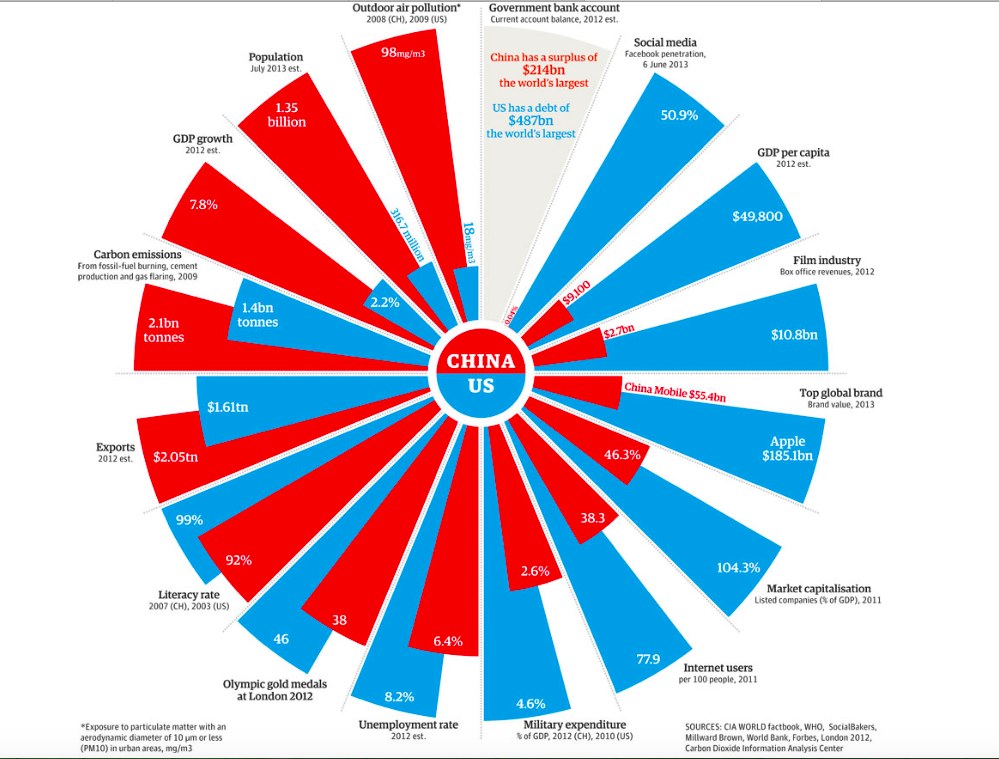 Outdoor air pollution*
2008 (CH), 2009 (US)
98mg/m3
18mg/m3
Government bank account
Current account balance, 2012 est.
China has a surplus of
$214bn
the world's largest
US has a debt of
$487bn
the world's largest
Social media
Facebook penetration,
6 June 2013
50.9%
0.04%
GDP per capita
2012 est.
$49,800
$9,100
Film industry
Box office revenues, 2012
$10.8bn
$2.7bn
Top global brand
Brand value, 2013
China Mobile $55.4bn
Apple
$185.1bn
Market capitalisation
Listed companies (% of GDP), 2011
46.3%
104.3%
Internet users
per 100 people, 2011
38.3
77.9
Military expenditure
% of GDP, 2012 (CH), 2010 (US)
2.6%
4.6%
Unemployment rate
2012 est.
6.4%
8.2%
Olympic gold medals
at London 2012
38
46
Literacy rate
2007 (CH), 2003 (US)
92%
99%
Exports
2012 est.
$1.61tn
$2.05tn
Carbon emissions
From fossil-fuel burning, cement
production and gas flaring, 2009
2.1bn
tonnes
1.4bn
tonnes
GDP growth
2012 est.
7.8%
2.2%
Population
July 2013 est.
1.35
billion
316.7 million
CHINA
US
*Exposure to particulate matter with an
aerodynamic diameter of 10 µm or less
(PM10) in urban areas, mg/m3
SOURCES: CIA WORLD factbook, WHO, SocialBakers,
Millward Brown, World Bank, Forbes, London 2012,
Carbon Dioxide Information Analysis Center